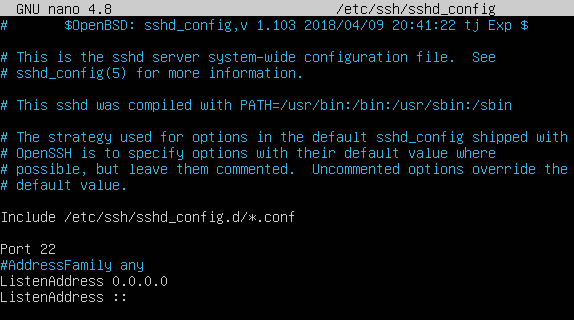 GNU nano 4.8 /etc/ssh/sshd_config
# $OpenBSD: sshd_config,v 1.103 2018/04/09 20:41:22 tj Exp $
# This is the sshd server system-wide configuration file. See
# sshd_config(5) for more information.
# This sshd was compiled with PATH=/usr/bin:/bin:/usr/sbin:/sbin
# The strategy used for options in the default sshd_config shipped with
# OpenSSH is to specify options with their default value where
# possible, but leave them commented. Uncommented options override the
# default value.
Include /etc/ssh/sshd_config.d/*.conf
Port 22
#AddressFamily any
ListenAddress 0.0.0.0
ListenAddress ::